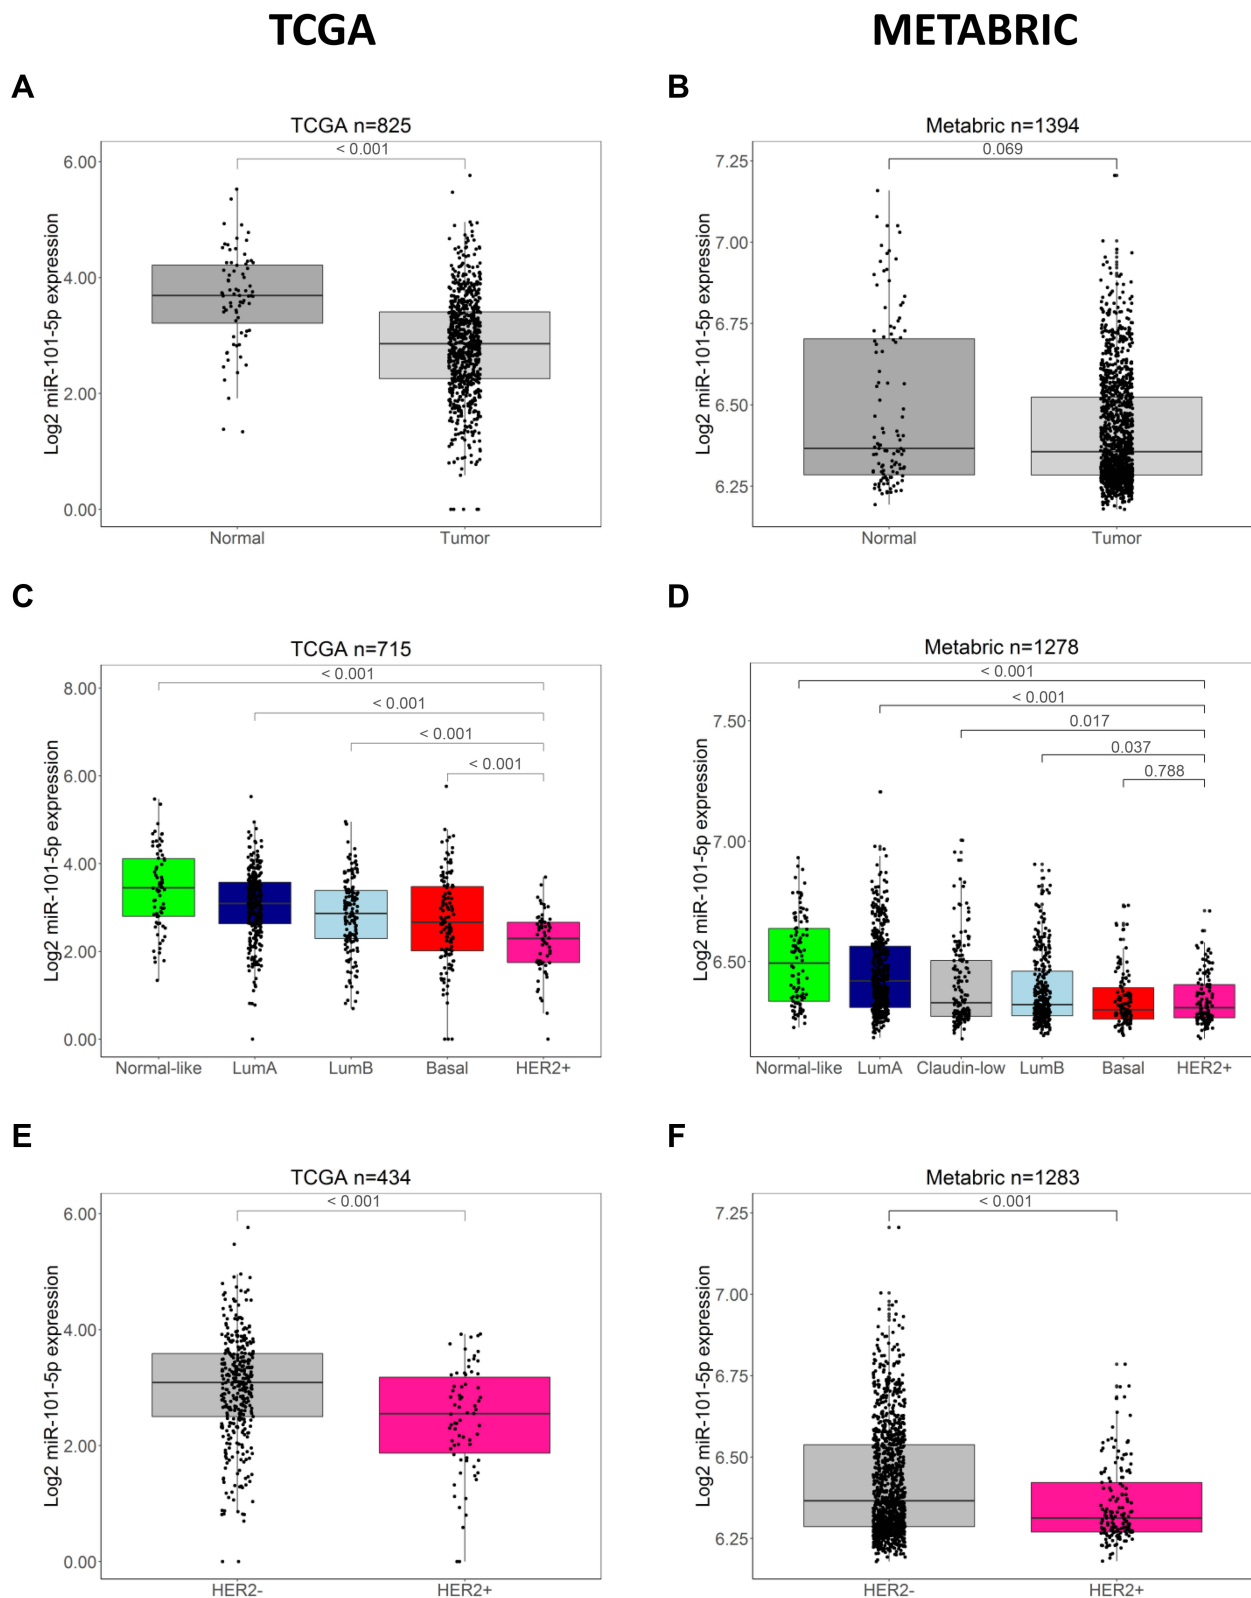 TCGA
METABRIC
A
TCGA n=825
< 0.001
6.00
4.00
2.00
0.00
Log2 miR-101-5p expression
Normal
Tumor
B
Metabric n=1394
0.069
7.25
7.00
6.75
6.50
6.25
Log2 miR-101-5p expression
Normal
Tumor
C
TCGA n=715
< 0.001
< 0.001
< 0.001
< 0.001
8.00
6.00
4.00
2.00
0.00
Log2 miR-101-5p expression
Normal-like
LumA
LumB
Basal
HER2+
D
Metabric n=1278
< 0.001
< 0.001
0.017
0.037
0.788
7.50
7.00
6.50
Log2 miR-101-5p expression
Normal-like
LumA
Claudin-low
LumB
Basal
HER2+
E
TCGA n=434
< 0.001
6.00
4.00
2.00
0.00
Log2 miR-101-5p expression
HER2-
HER2+
F
Metabric n=1283
< 0.001
7.25
7.00
6.75
6.50
6.25
Log2 miR-101-5p expression
HER2-
HER2+